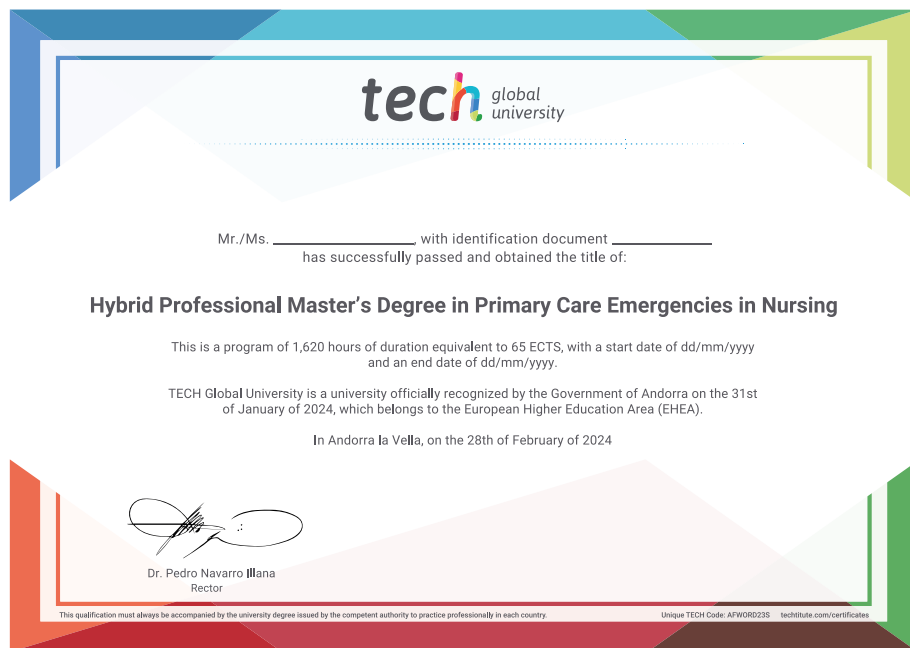 tech global university
Mr./Ms. ______________, with identification document ______________
has successfully passed and obtained the title of:
Hybrid Professional Master’s Degree in Primary Care Emergencies in Nursing
This is a program of 1,620 hours of duration equivalent to 65 ECTS, with a start date of dd/mm/yyyy
and an end date of dd/mm/yyyy.
TECH Global University is a university officially recognized by the Government of Andorra on the 31st
of January of 2024, which belongs to the European Higher Education Area (EHEA).
In Andorra la Vella, on the 28th of February of 2024
Dr. Pedro Navarro Illana
Rector
This qualification must always be accompanied by the university degree issued by the competent authority to practice professionally in each country.
Unique TECH Code: AFWORD23S techtitute.com/certificates